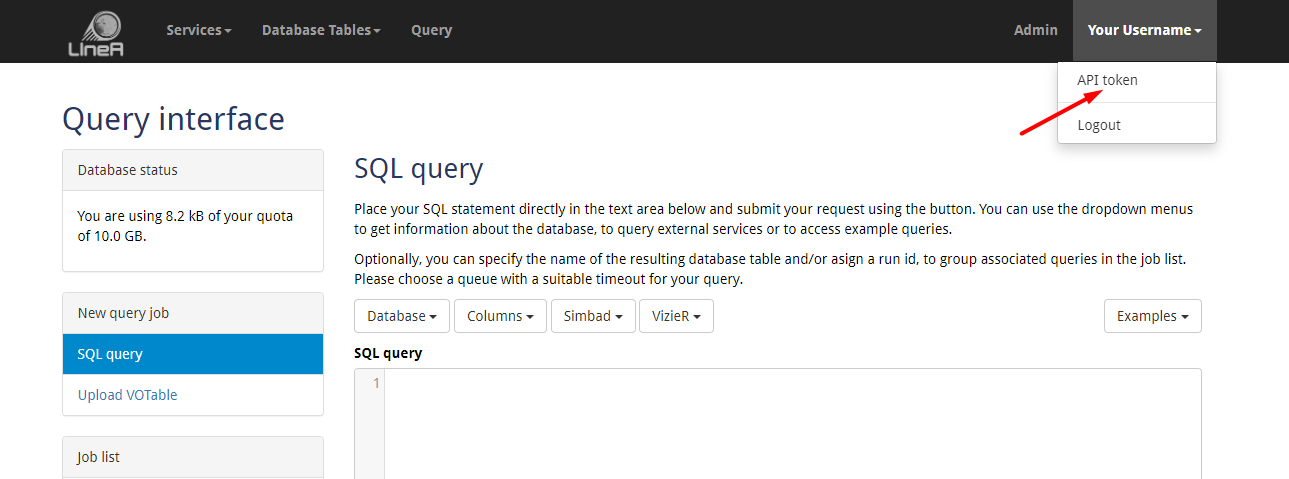 LIneA
Services
Database Tables
Query
Admin
Your Username
API token
Logout
Query interface
Database status
You are using 8.2 kB of your quota
of 10.0 GB.
New query job
SQL query
Upload VOTable
Job list
SQL query
Place your SQL statement directly in the text area below and submit your request using the button. You can use the dropdown menus
to get information about the database, to query external services or to access example queries.
Optionally, you can specify the name of the resulting database table and/or asign a run id, to group associated queries in the job list.
Please choose a queue with a suitable timeout for your query.
Database
Columns
Simbad
VizieR
Examples
SQL query
1